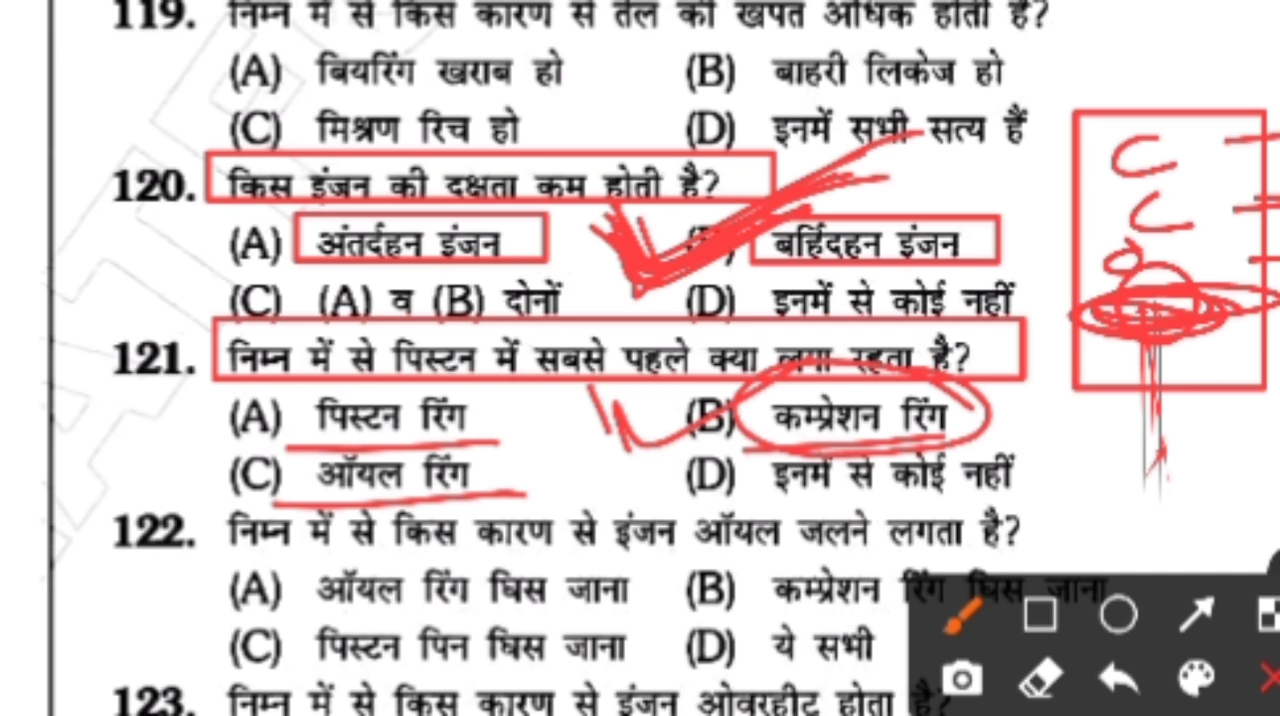 119. निम्न में से किस कारण से तेल की खपत अधिक होती है?
(A) बियरिंग खराब हो (B) बाहरी लिकेज हो
(C) मिश्रण रिच हो (D) इनमें सभी सत्य हैं
120. किस इंजन की दक्षता कम होती है?
(A) अंतर्दहन इंजन बहिंदहन इंजन
(C) (A) व (B) दोनों (D) इनमें से कोई नहीं
121. निम्न में से पिस्टन में सबसे पहले क्या लगा रहता है?
(A) पिस्टन रिंग (B) कम्प्रेशन रिंग
(C) ऑयल रिंग (D) इनमें से कोई नहीं
122. निम्न में से किस कारण से इंजन ऑयल जलने लगता है?
(A) ऑयल रिंग घिस जाना (B) कम्प्रेशन रिंग घिस जाना
(C) पिस्टन पिन घिस जाना (D) ये सभी
123. निम्न में से किस कारण से इंजन ओवरहीट होता है?
C
C